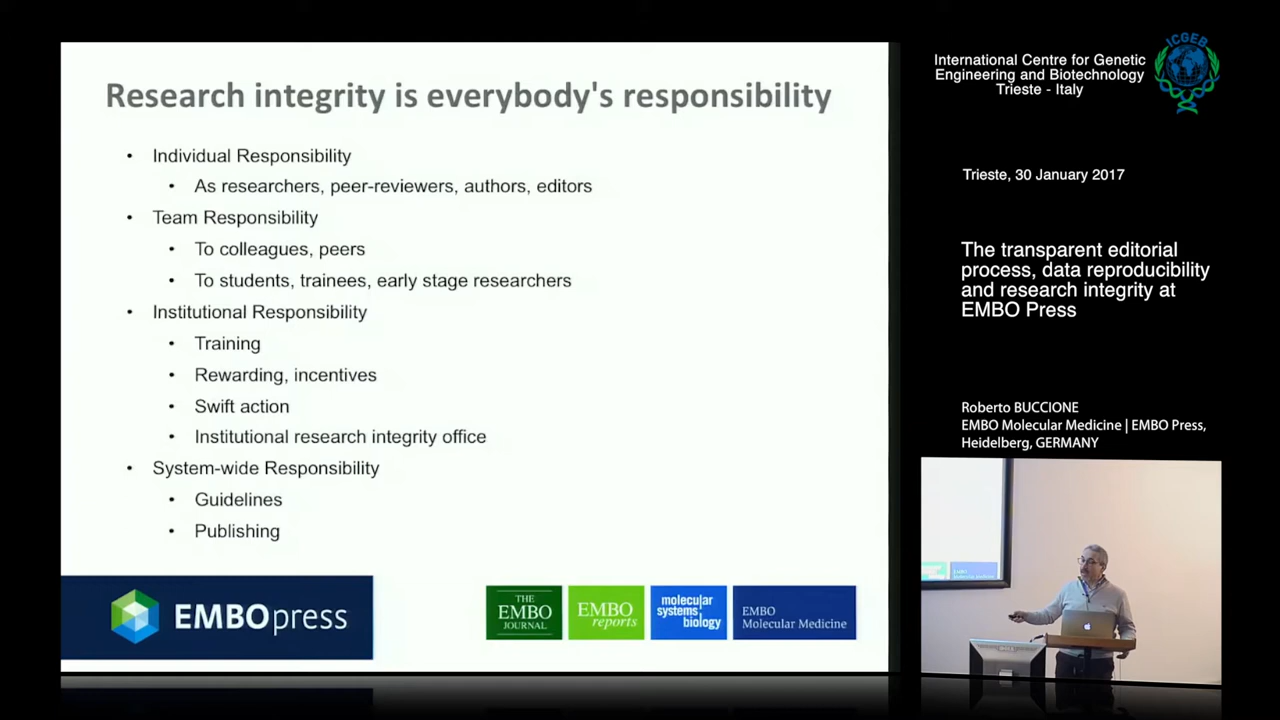 Research integrity is everybody's responsibility
• Individual Responsibility
• As researchers, peer-reviewers, authors, editors
• Team Responsibility
• To colleagues, peers
• To students, trainees, early stage researchers
• Institutional Responsibility
• Training
• Rewarding, incentives
• Swift action
• Institutional research integrity office
• System-wide Responsibility
• Guidelines
• Publishing
EMBOpress
THE
EMBO
JOURNAL
EMBO
reports
molecular
systems
biology
EMBO
Molecular Medicine
International Centre for Genetic
Engineering and Biotechnology
Trieste - Italy
ICGEB
Trieste, 30 January 2017
The transparent editorial
process, data reproducibility
and research integrity at
EMBO Press
Roberto BUCCIONE
EMBO Molecular Medicine | EMBO Press,
Heidelberg, GERMANY